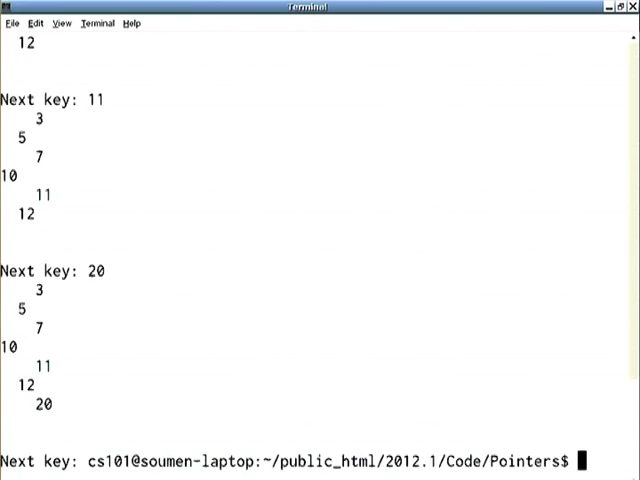 Terminal
File Edit View Terminal Help
12
Next key: 11
3
5
7
10
11
12
Next key: 20
3
5
7
10
11
12
20
Next key: cs101@soumen-laptop:~/public_html/2012.1/Code/Pointers$